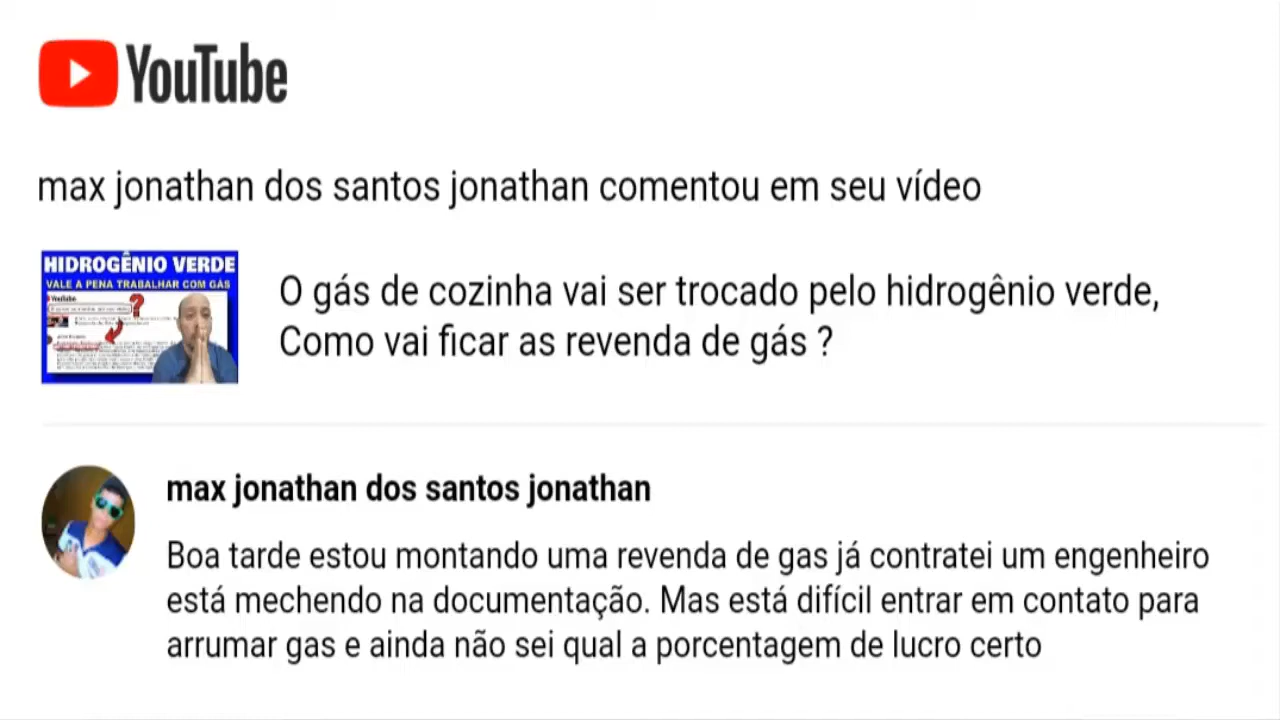 YouTube
max jonathan dos santos jonathan comentou em seu vídeo
HIDROGÊNIO VERDE
VALE A PENA TRABALHAR COM GÁS
YouTube
?
O gás de cozinha vai ser trocado pelo hidrogênio verde,
Como vai ficar as revenda de gás ?
max jonathan dos santos jonathan
Boa tarde estou montando uma revenda de gas já contratei um engenheiro
está mechendo na documentação. Mas está difícil entrar em contato para
arrumar gas e ainda não sei qual a porcentagem de lucro certo